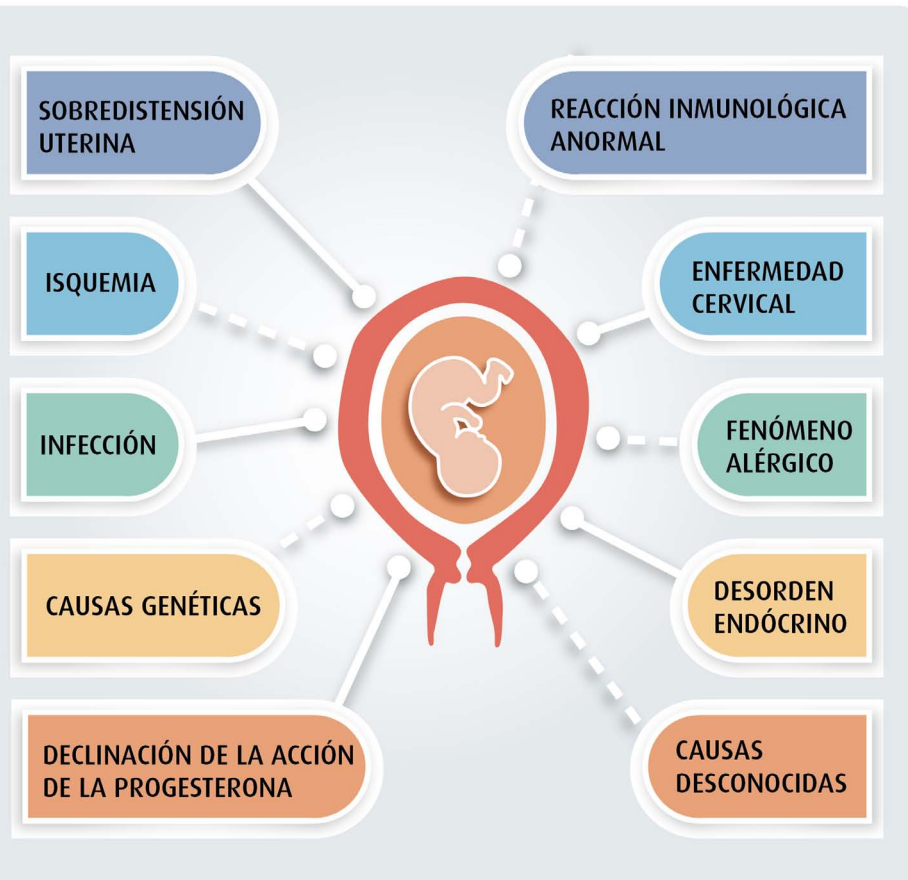 SOBREDISTENSIÓN
UTERINA
REACCIÓN INMUNOLÓGICA
ANORMAL
ISQUEMIA
ENFERMEDAD
CERVICAL
INFECCIÓN
FENÓMENO
ALÉRGICO
CAUSAS GENÉTICAS
DESORDEN
ENDÓCRINO
DECLINACIÓN DE LA ACCIÓN
DE LA PROGESTERONA
CAUSAS
DESCONOCIDAS